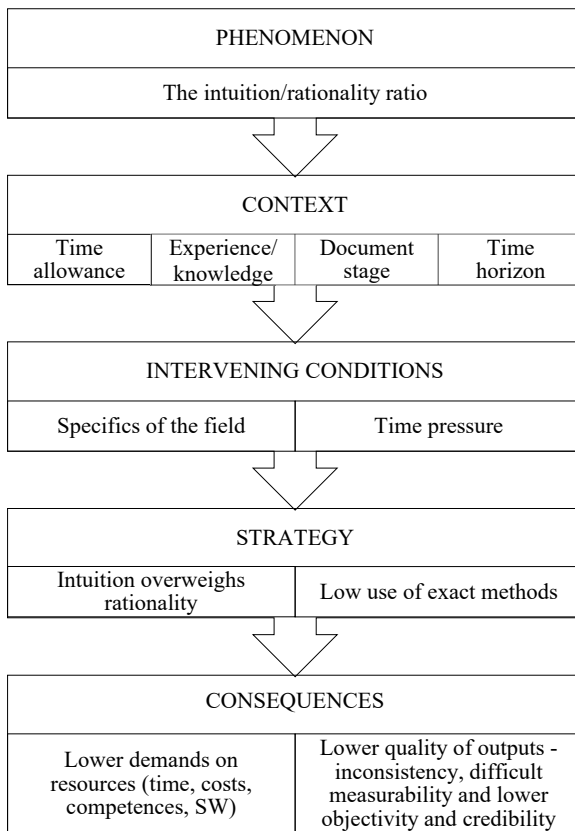 PHENOMENON
The intuition/rationality ratio
CONTEXT
Time
allowance
Experience/
knowledge
Document
stage
Time
horizon
INTERVENING CONDITIONS
Specifics of the field
Time pressure
STRATEGY
Intuition overweighs
rationality
Low use of exact methods
CONSEQUENCES
Lower demands on
resources (time, costs,
competences, SW)
Lower quality of outputs -
inconsistency, difficult
measurability and lower
objectivity and credibility